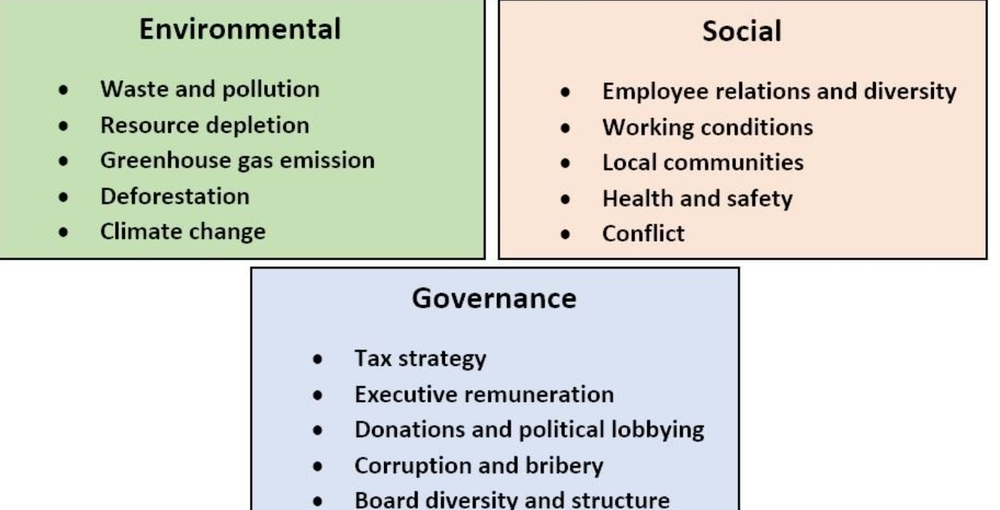 Environmental
• Waste and pollution
• Resource depletion
• Greenhouse gas emission
• Deforestation
• Climate change
Social
• Employee relations and diversity
• Working conditions
• Local communities
• Health and safety
• Conflict
Governance
• Tax strategy
• Executive remuneration
• Donations and political lobbying
• Corruption and bribery
• Board diversity and structure